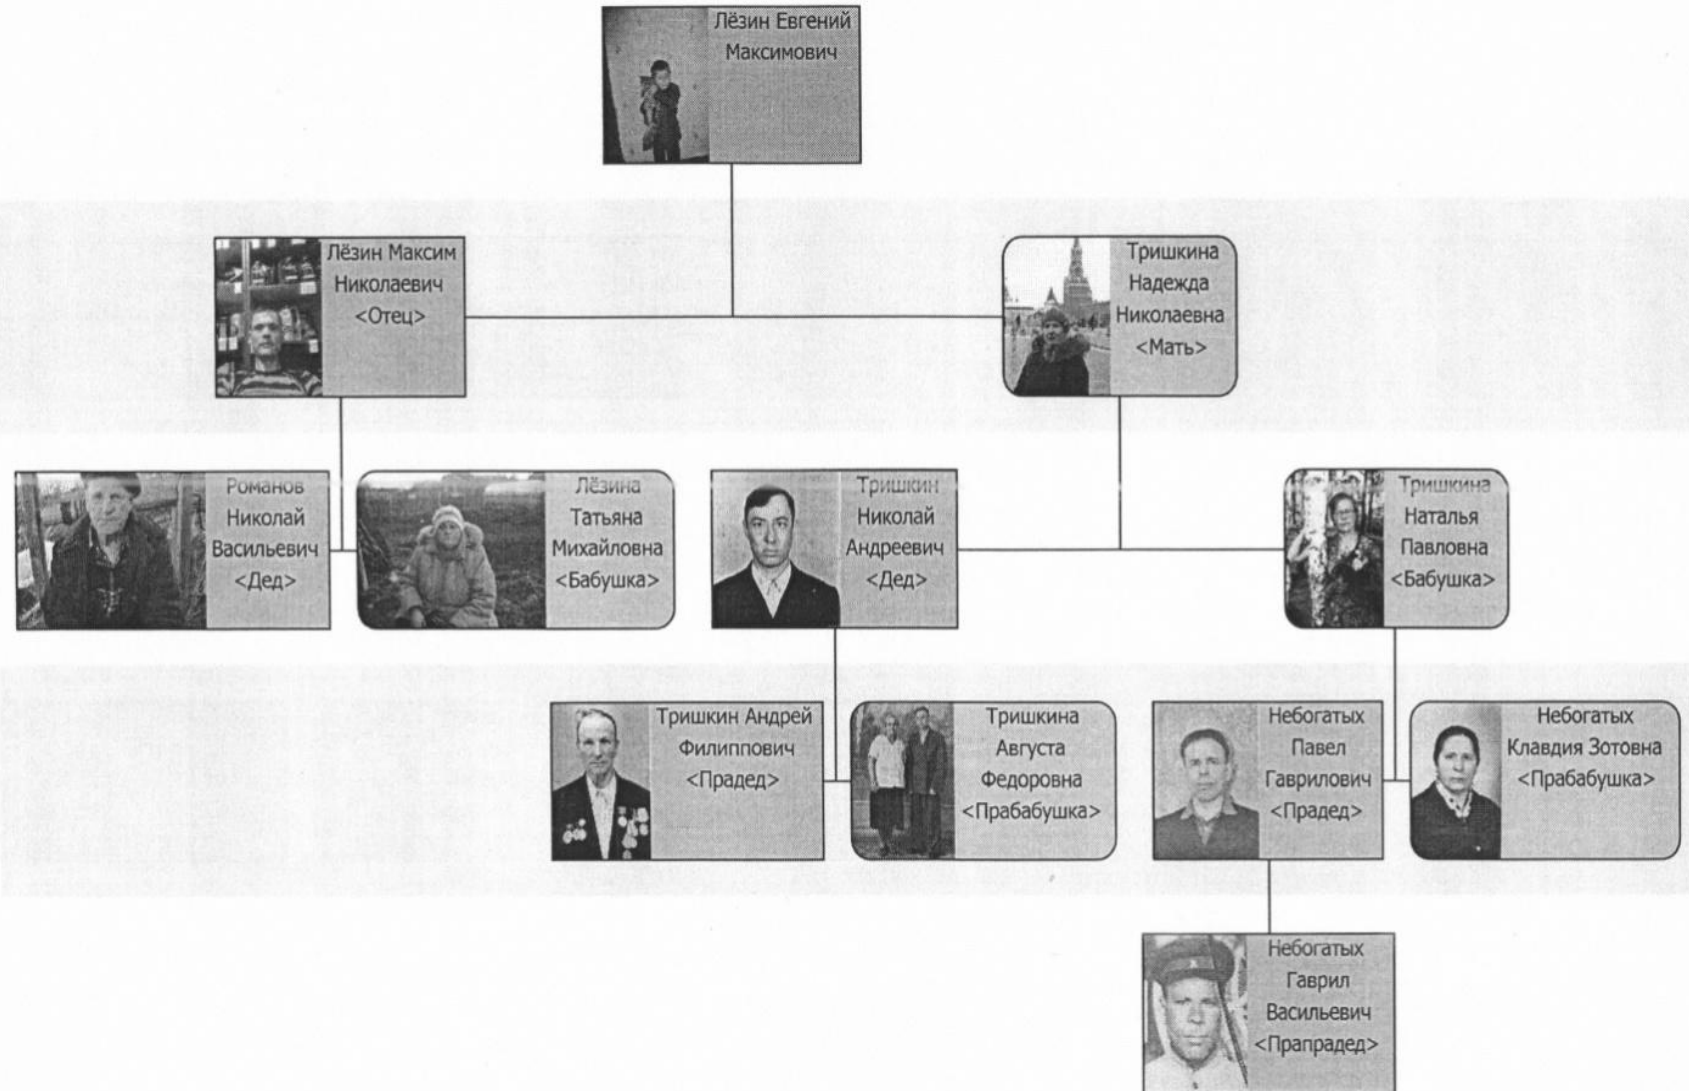 Лёзин Евгений
Максимович
Лёзин Максим
Николаевич
<Отец>
Тришкина
Надежда
Николаевна
<Мать>
Романов
Николай
Васильевич
<Дед>
Лёзина
Татьяна
Михайловна
<Бабушка>
Тришкин
Николай
Андреевич
<Дед>
Тришкина
Наталья
Павловна
<Бабушка>
Тришкин Андрей
Филиппович
<Прадед>
Тришкина
Августа
Федоровна
<Прабабушка>
Небогатых
Павел
Гаврилович
<Прадед>
Небогатых
Клавдия Зотовна
<Прабабушка>
Небогатых
Гаврил
Васильевич
<Прапрадед>